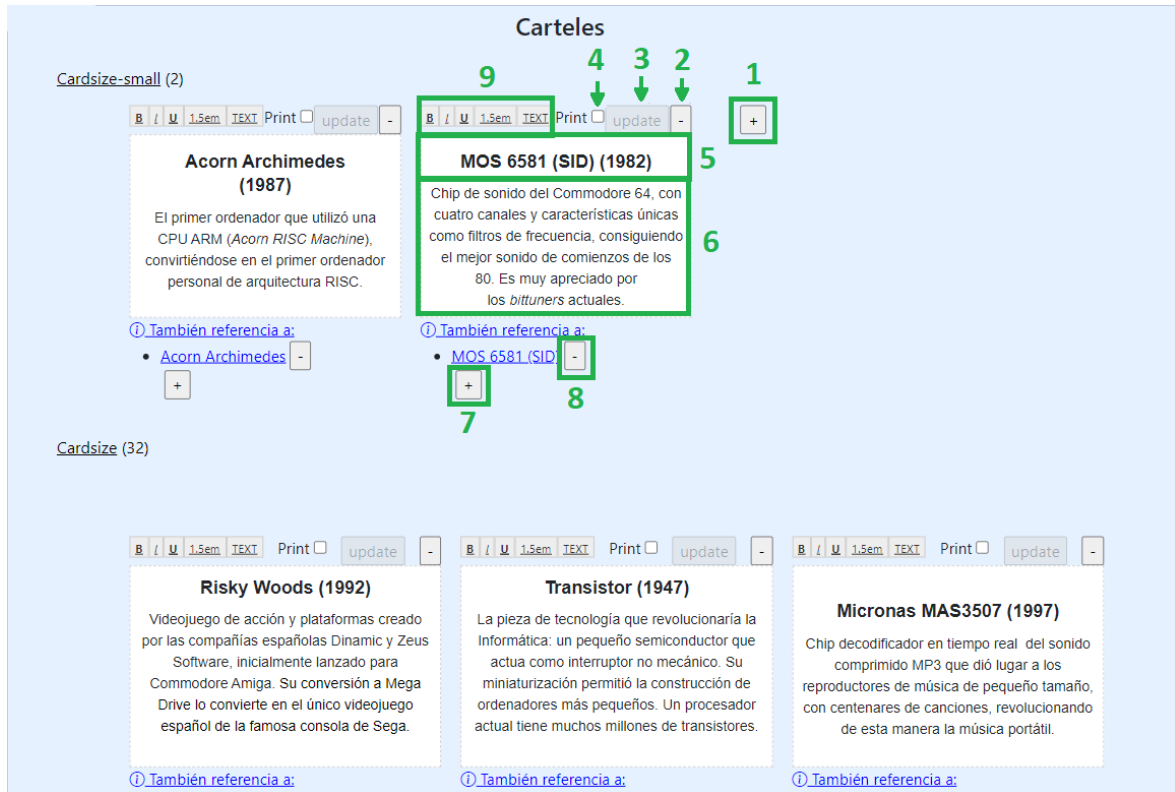 Carteles
Cardsize-small (2)
9 4 3 2 1
B I U 1.5em TEXT Print update -
B I U 1.5em TEXT Print update -
+
Acorn Archimedes
(1987)
El primer ordenador que utilizó una
CPU ARM (Acorn RISC Machine),
convirtiéndose en el primer ordenador
personal de arquitectura RISC.
MOS 6581 (SID) (1982)
5
Chip de sonido del Commodore 64, con
cuatro canales y características únicas
como filtros de frecuencia, consiguiendo
el mejor sonido de comienzos de los
80. Es muy apreciado por
los bittuners actuales.
6
También referencia a:
• Acorn Archimedes -
+
También referencia a:
• MOS 6581 (SID) -
+
7
8
Cardsize (32)
B I U 1.5em TEXT Print update -
B I U 1.5em TEXT Print update -
B I U 1.5em TEXT Print update -
Risky Woods (1992)
Videojuego de acción y plataformas creado
por las compañías españolas Dinamic y Zeus
Software, inicialmente lanzado para
Commodore Amiga. Su conversión a Mega
Drive lo convierte en el único videojuego
español de la famosa consola de Sega.
Transistor (1947)
La pieza de tecnología que revolucionaría la
Informática: un pequeño semiconductor que
actua como interruptor no mecánico. Su
miniaturización permitió la construcción de
ordenadores más pequeños. Un procesador
actual tiene muchos millones de transistores.
Micronas MAS3507 (1997)
Chip decodificador en tiempo real del sonido
comprimido MP3 que dió lugar a los
reproductores de música de pequeño tamaño,
con centenares de canciones, revolucionando
de esta manera la música portátil.
También referencia a:
También referencia a:
También referencia a: